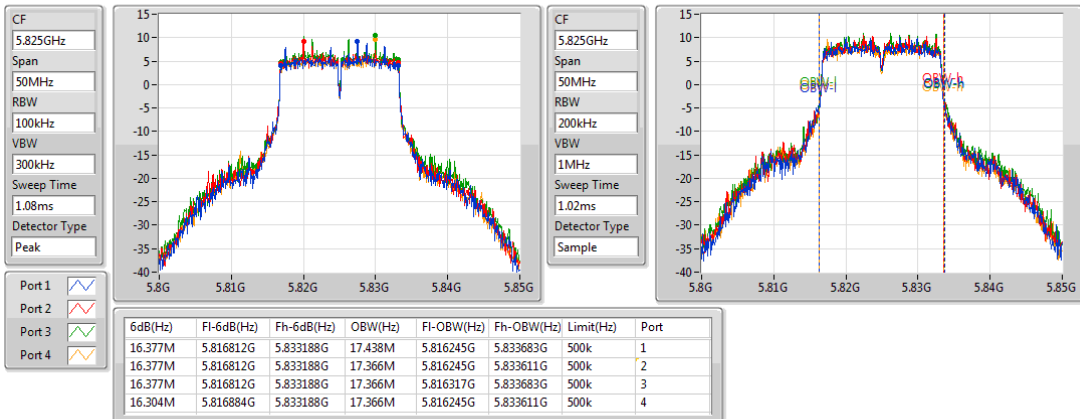 CF
5.825GHz
Span
50MHz
RBW
100kHz
VBW
300kHz
Sweep Time
1.08ms
Detector Type
Peak
Port 1
Port 2
Port 3
Port 4
15-
10-
5-
0-
-5-
-10-
-15-
-20-
-25-
-30-
-35-
-40-
5.8G 5.81G 5.82G 5.83G 5.84G 5.85G
CF
5.825GHz
Span
50MHz
RBW
200kHz
VBW
1MHz
Sweep Time
1.02ms
Detector Type
Sample
15-
10-
5-
0-
-5-
-10-
-15-
-20-
-25-
-30-
-35-
-40-
OBW-l OBW-h
5.8G 5.81G 5.82G 5.83G 5.84G 5.85G
6dB(Hz) Fl-6dB(Hz) Fh-6dB(Hz) OBW(Hz) Fl-OBW(Hz) Fh-OBW(Hz) Limit(Hz) Port
16.377M 5.816812G 5.833188G 17.438M 5.816245G 5.833683G 500k 1
16.377M 5.816812G 5.833188G 17.366M 5.816245G 5.833611G 500k 2
16.377M 5.816812G 5.833188G 17.366M 5.816317G 5.833683G 500k 3
16.304M 5.816884G 5.833188G 17.366M 5.816245G 5.833611G 500k 4